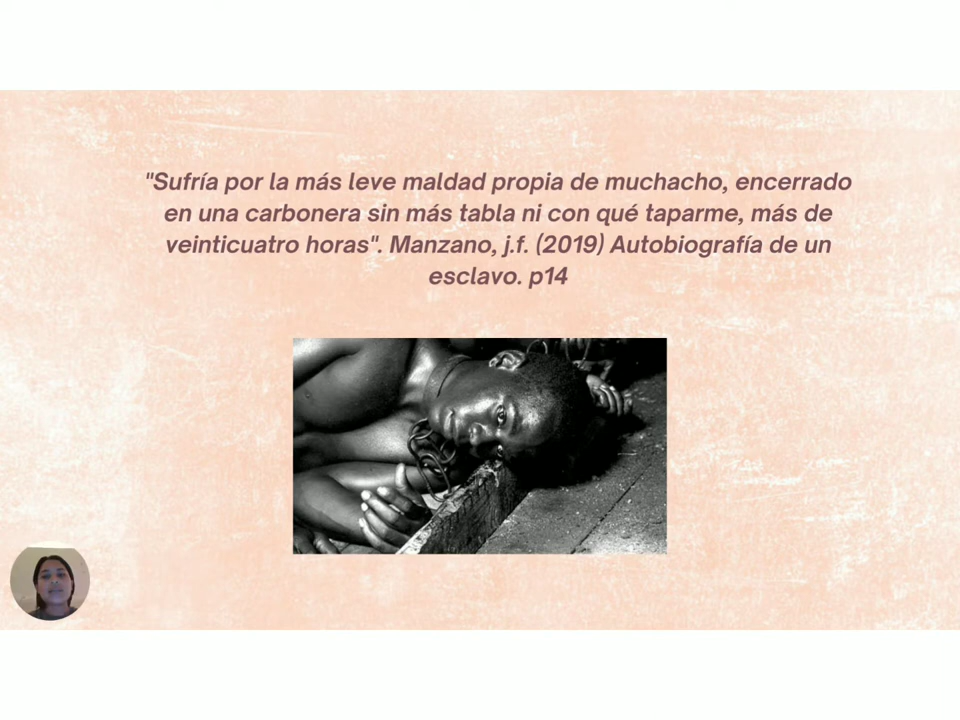 "Sufría por la más leve maldad propia de muchacho, encerrado
en una carbonera sin más tabla ni con qué taparme, más de
veinticuatro horas". Manzano, j.f. (2019) Autobiografía de un
esclavo. p14